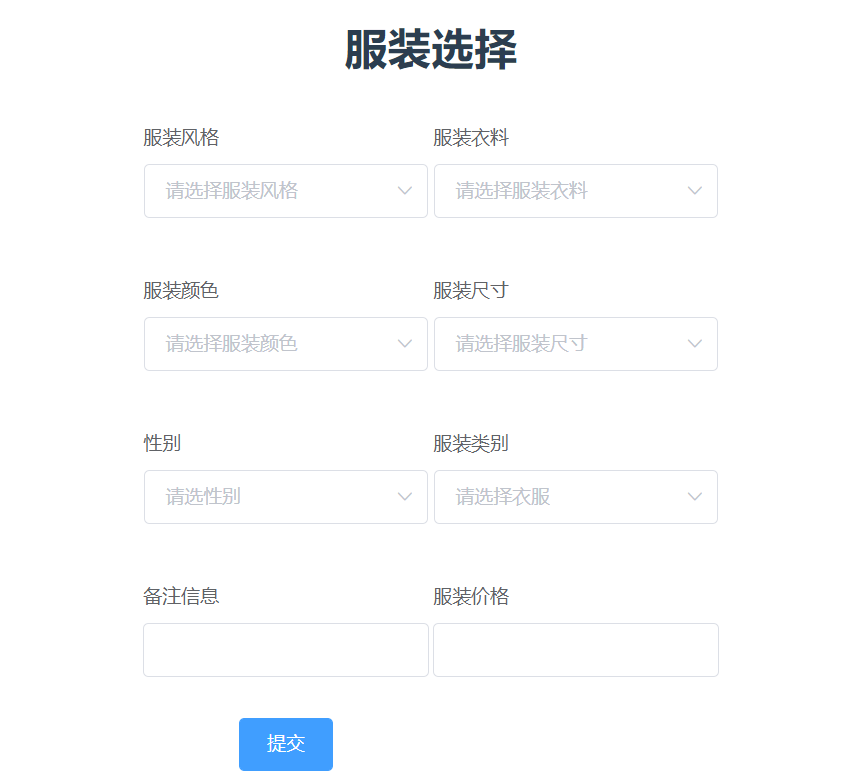 服装选择
服装风格 服装衣料
请选择服装风格 请选择服装衣料
服装颜色 服装尺寸
请选择服装颜色 请选择服装尺寸
性别 服装类别
请选性别 请选择衣服
备注信息 服装价格
提交